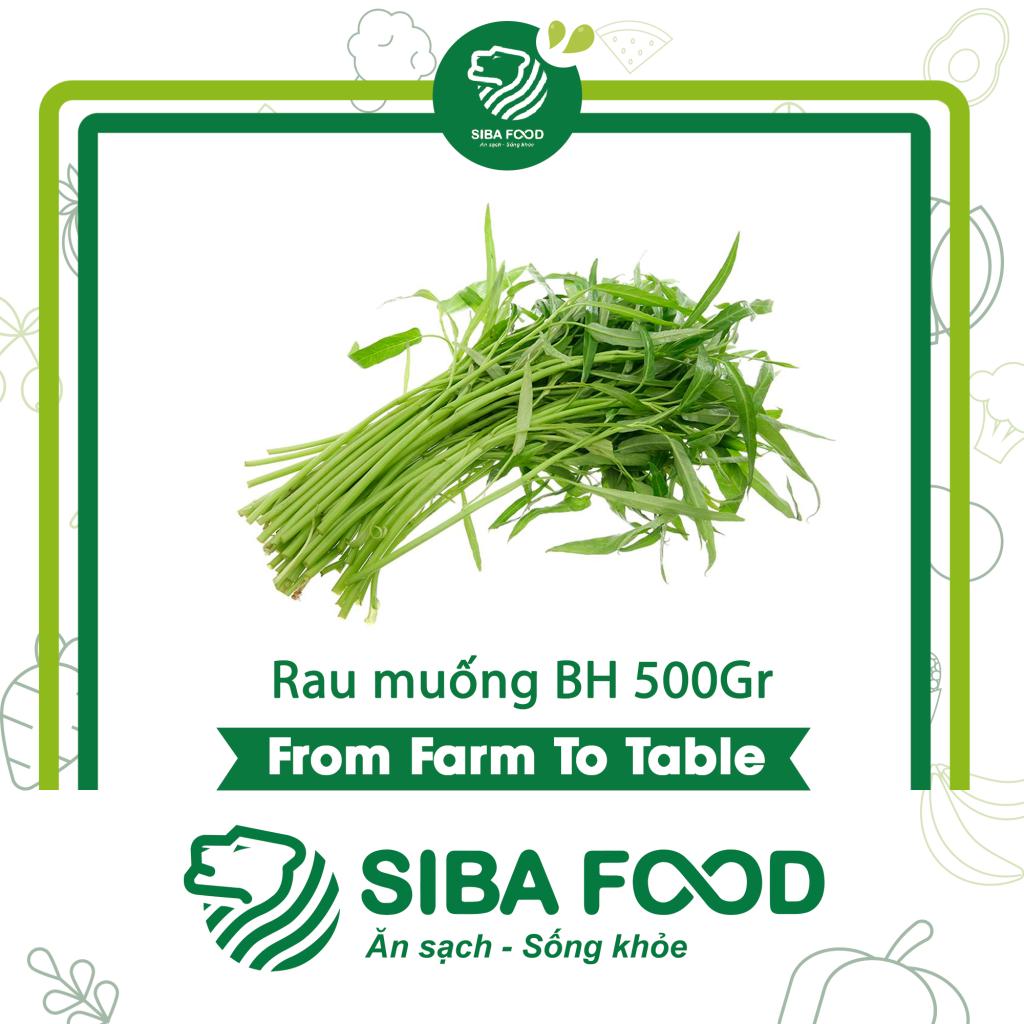 SIBA FOOD
Ăn sạch - Sống khỏe
Rau muống BH 500Gr
From Farm To Table
SIBA FOOD
Ăn sạch - Sống khỏe